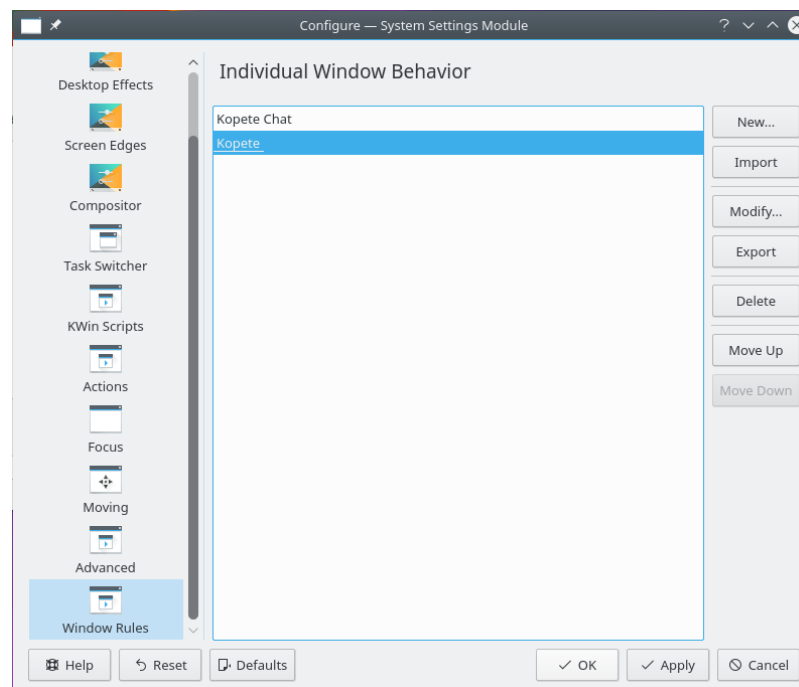 Configure — System Settings Module
?
Desktop Effects
Screen Edges
Compositor
Task Switcher
KWin Scripts
Actions
Focus
Moving
Advanced
Window Rules
Individual Window Behavior
Kopete Chat
Kopete
New...
Import
Modify...
Export
Delete
Move Up
Move Down
Help Reset Defaults OK Apply Cancel